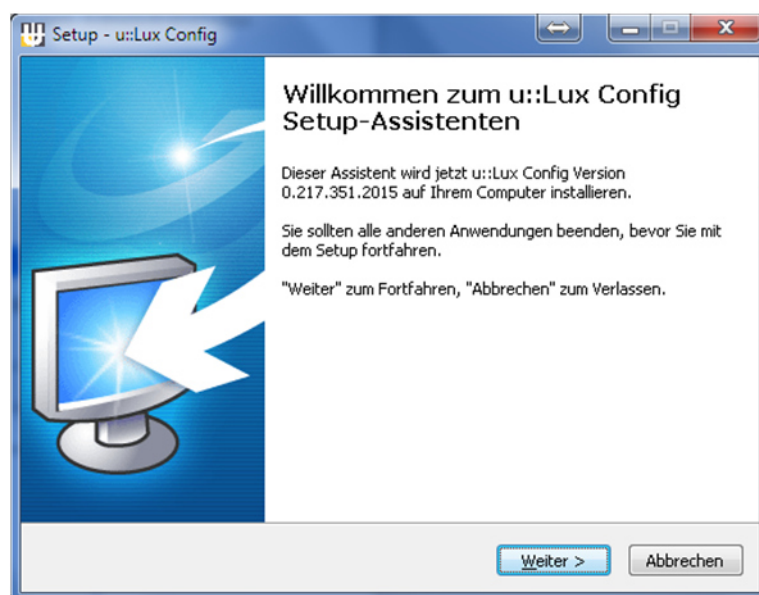 Setup - u::Lux Config
Willkommen zum u::Lux Config
Setup-Assistenten
Dieser Assistent wird jetzt u::Lux Config Version
0.217.351.2015 auf Ihrem Computer installieren.
Sie sollten alle anderen Anwendungen beenden, bevor Sie mit
dem Setup fortfahren.
"Weiter" zum Fortfahren, "Abbrechen" zum Verlassen.
Weiter > Abbrechen